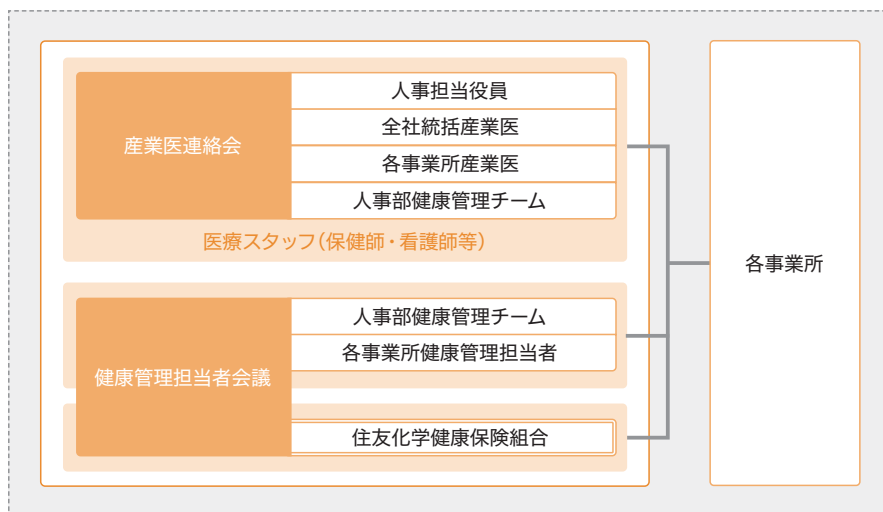 産業医連絡会
人事担当役員
全社統括産業医
各事業所産業医
人事部健康管理チーム
医療スタッフ(保健師・看護師等)
健康管理担当者会議
人事部健康管理チーム
各事業所健康管理担当者
住友化学健康保険組合
各事業所